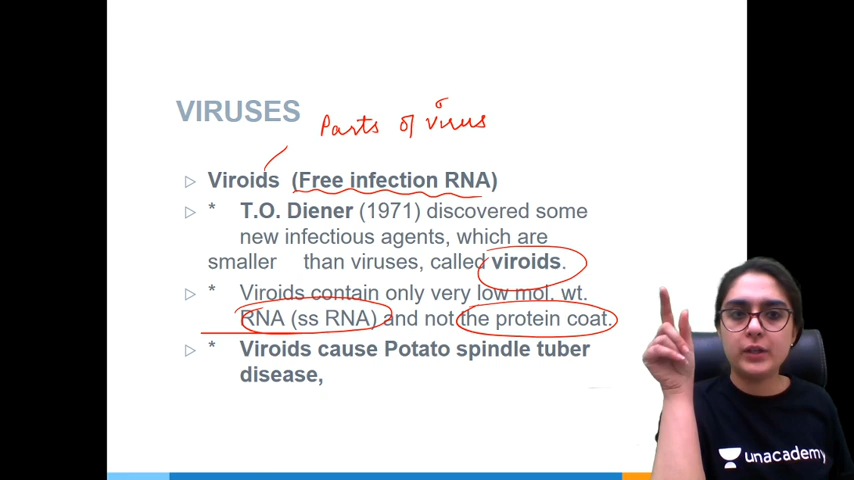 VIRUSES
Parts of virus
▷ Viroids (Free infection RNA)
▷ * T.O. Diener (1971) discovered some
new infectious agents, which are
smaller than viruses, called viroids.
▷ * Viroids contain only very low mol. wt.
RNA (ss RNA) and not the protein coat.
▷ * Viroids cause Potato spindle tuber
disease,
unacademy